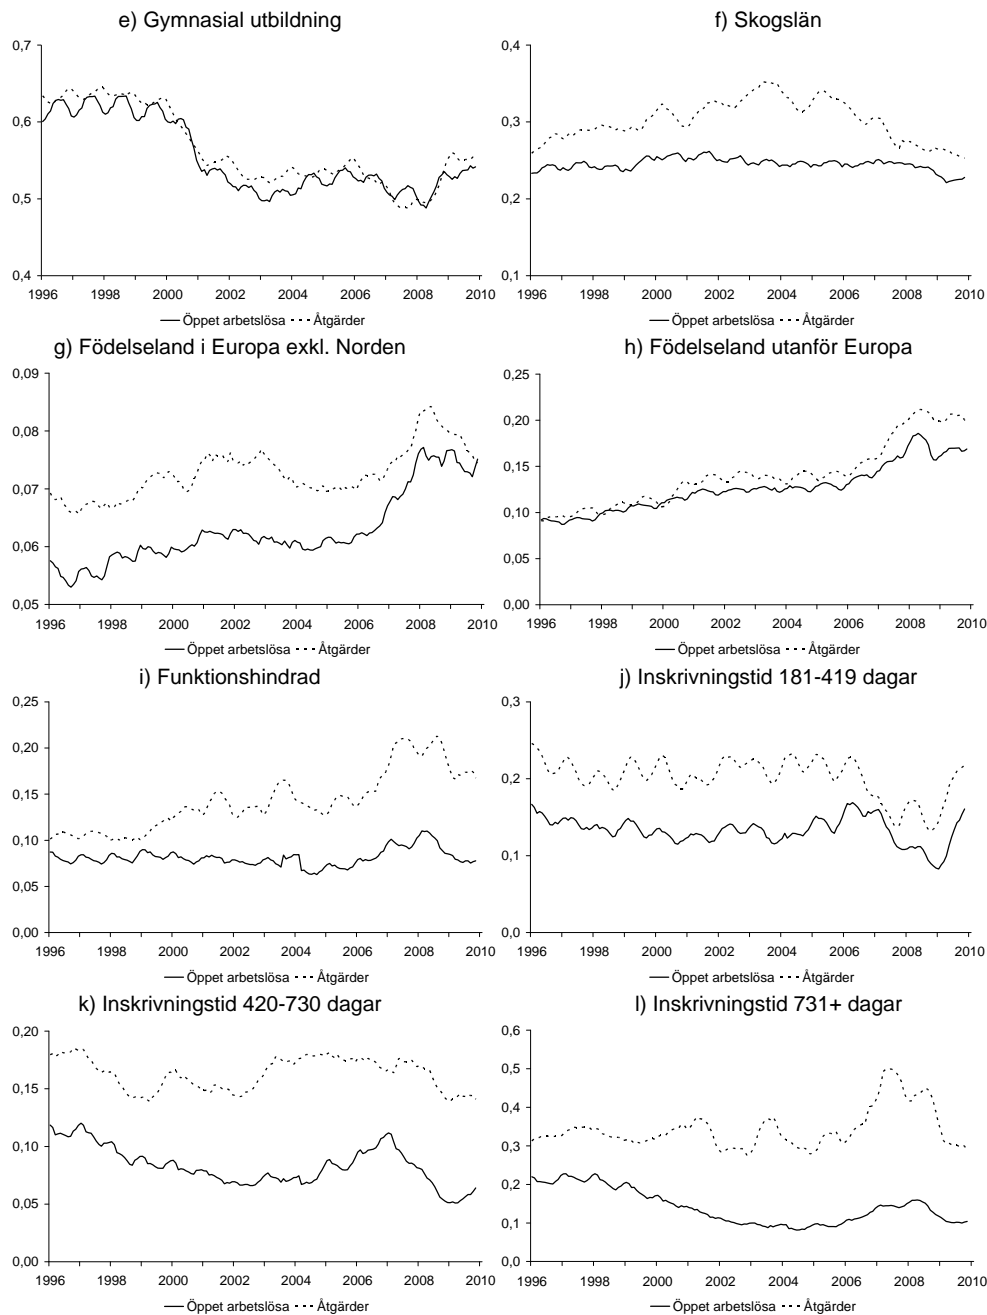 e) Gymnasial utbildning
0,7
0,6
0,5
0,4
1996 1998 2000 2002 2004 2006 2008 2010
Öppet arbetslösa Åtgärder
f) Skogslän
0,4
0,3
0,2
0,1
1996 1998 2000 2002 2004 2006 2008 2010
Öppet arbetslösa Åtgärder
g) Födelseland i Europa exkl. Norden
0,09
0,08
0,07
0,06
0,05
1996 1998 2000 2002 2004 2006 2008 2010
Öppet arbetslösa Åtgärder
h) Födelseland utanför Europa
0,25
0,20
0,15
0,10
0,05
0,00
1996 1998 2000 2002 2004 2006 2008 2010
Öppet arbetslösa Åtgärder
i) Funktionshindrad
0,25
0,20
0,15
0,10
0,05
0,00
1996 1998 2000 2002 2004 2006 2008 2010
Öppet arbetslösa Åtgärder
j) Inskrivningstid 181-419 dagar
0,3
0,2
0,1
0,0
1996 1998 2000 2002 2004 2006 2008 2010
Öppet arbetslösa Åtgärder
k) Inskrivningstid 420-730 dagar
0,20
0,15
0,10
0,05
0,00
1996 1998 2000 2002 2004 2006 2008 2010
Öppet arbetslösa Åtgärder
l) Inskrivningstid 731+ dagar
0,6
0,5
0,4
0,3
0,2
0,1
0,0
1996 1998 2000 2002 2004 2006 2008 2010
Öppet arbetslösa Åtgärder